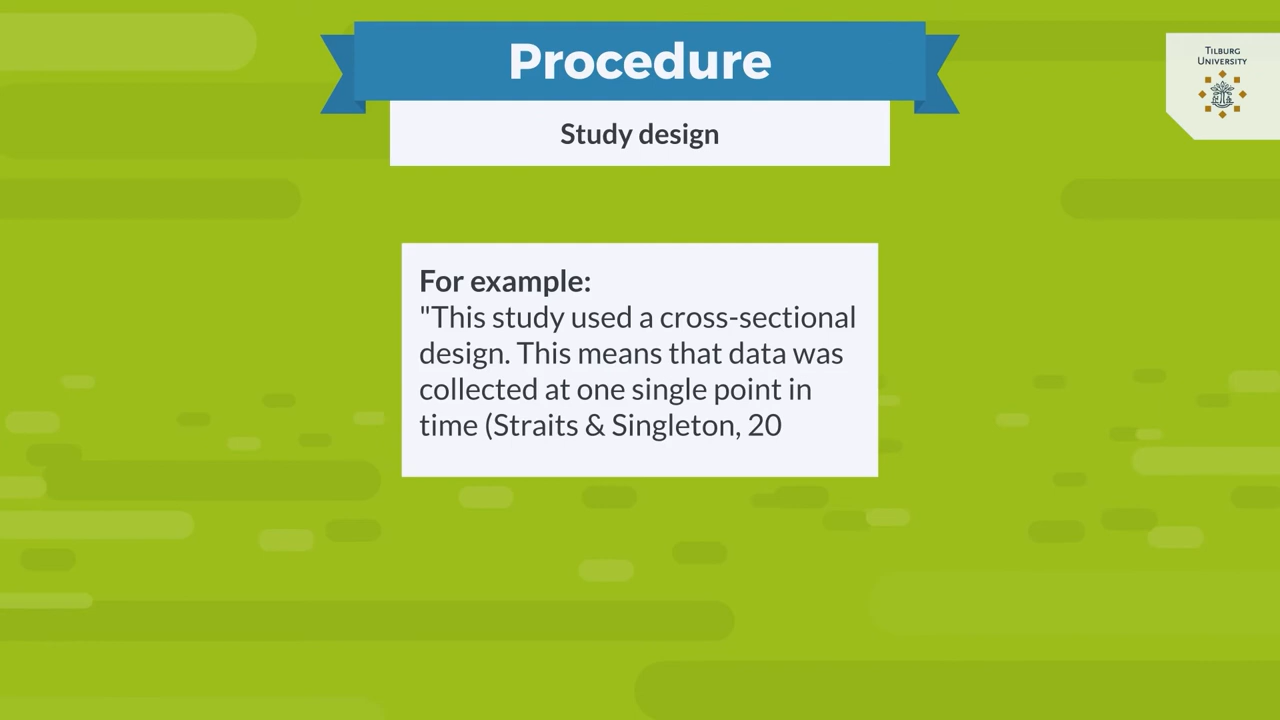 Procedure
TILBURG
UNIVERSITY
Study design
For example:
"This study used a cross-sectional
design. This means that data was
collected at one single point in
time (Straits & Singleton, 20